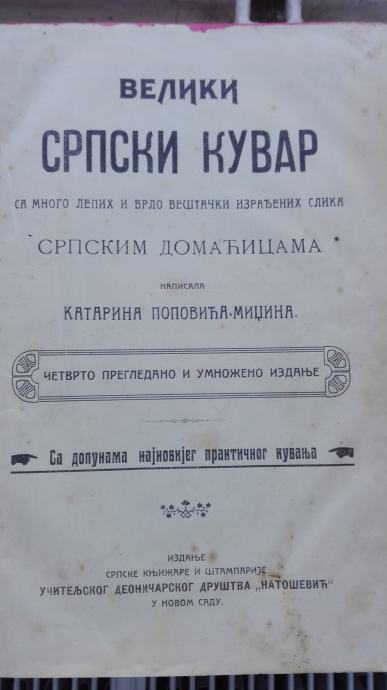 ВЕЛИКИ
СРПСКИ КУВАР
СА МНОГО ЛЕПИХ И ВРЛО ВЕШТАЧКИ ИЗРАЂЕНИХ СЛИКА
СРПСКИМ ДОМАЋИЦАМА
НАПИСАЛА
КАТАРИНА ПОПОВИЋА-МИЏИНА.
ЧЕТВРТО ПРЕГЛЕДАНО И УМНОЖЕНО ИЗДАЊЕ
Са допунама најновијег практичног кувања
ИЗДАЊЕ
СРПСКЕ КЊИЖАРЕ И ШТАМПАРИЈЕ
УЧИТЕЉСКОГ ДЕОНИЧАРСКОГ ДРУШТВА „НАТОШЕВИЋ“
У НОВОМ САДУ.